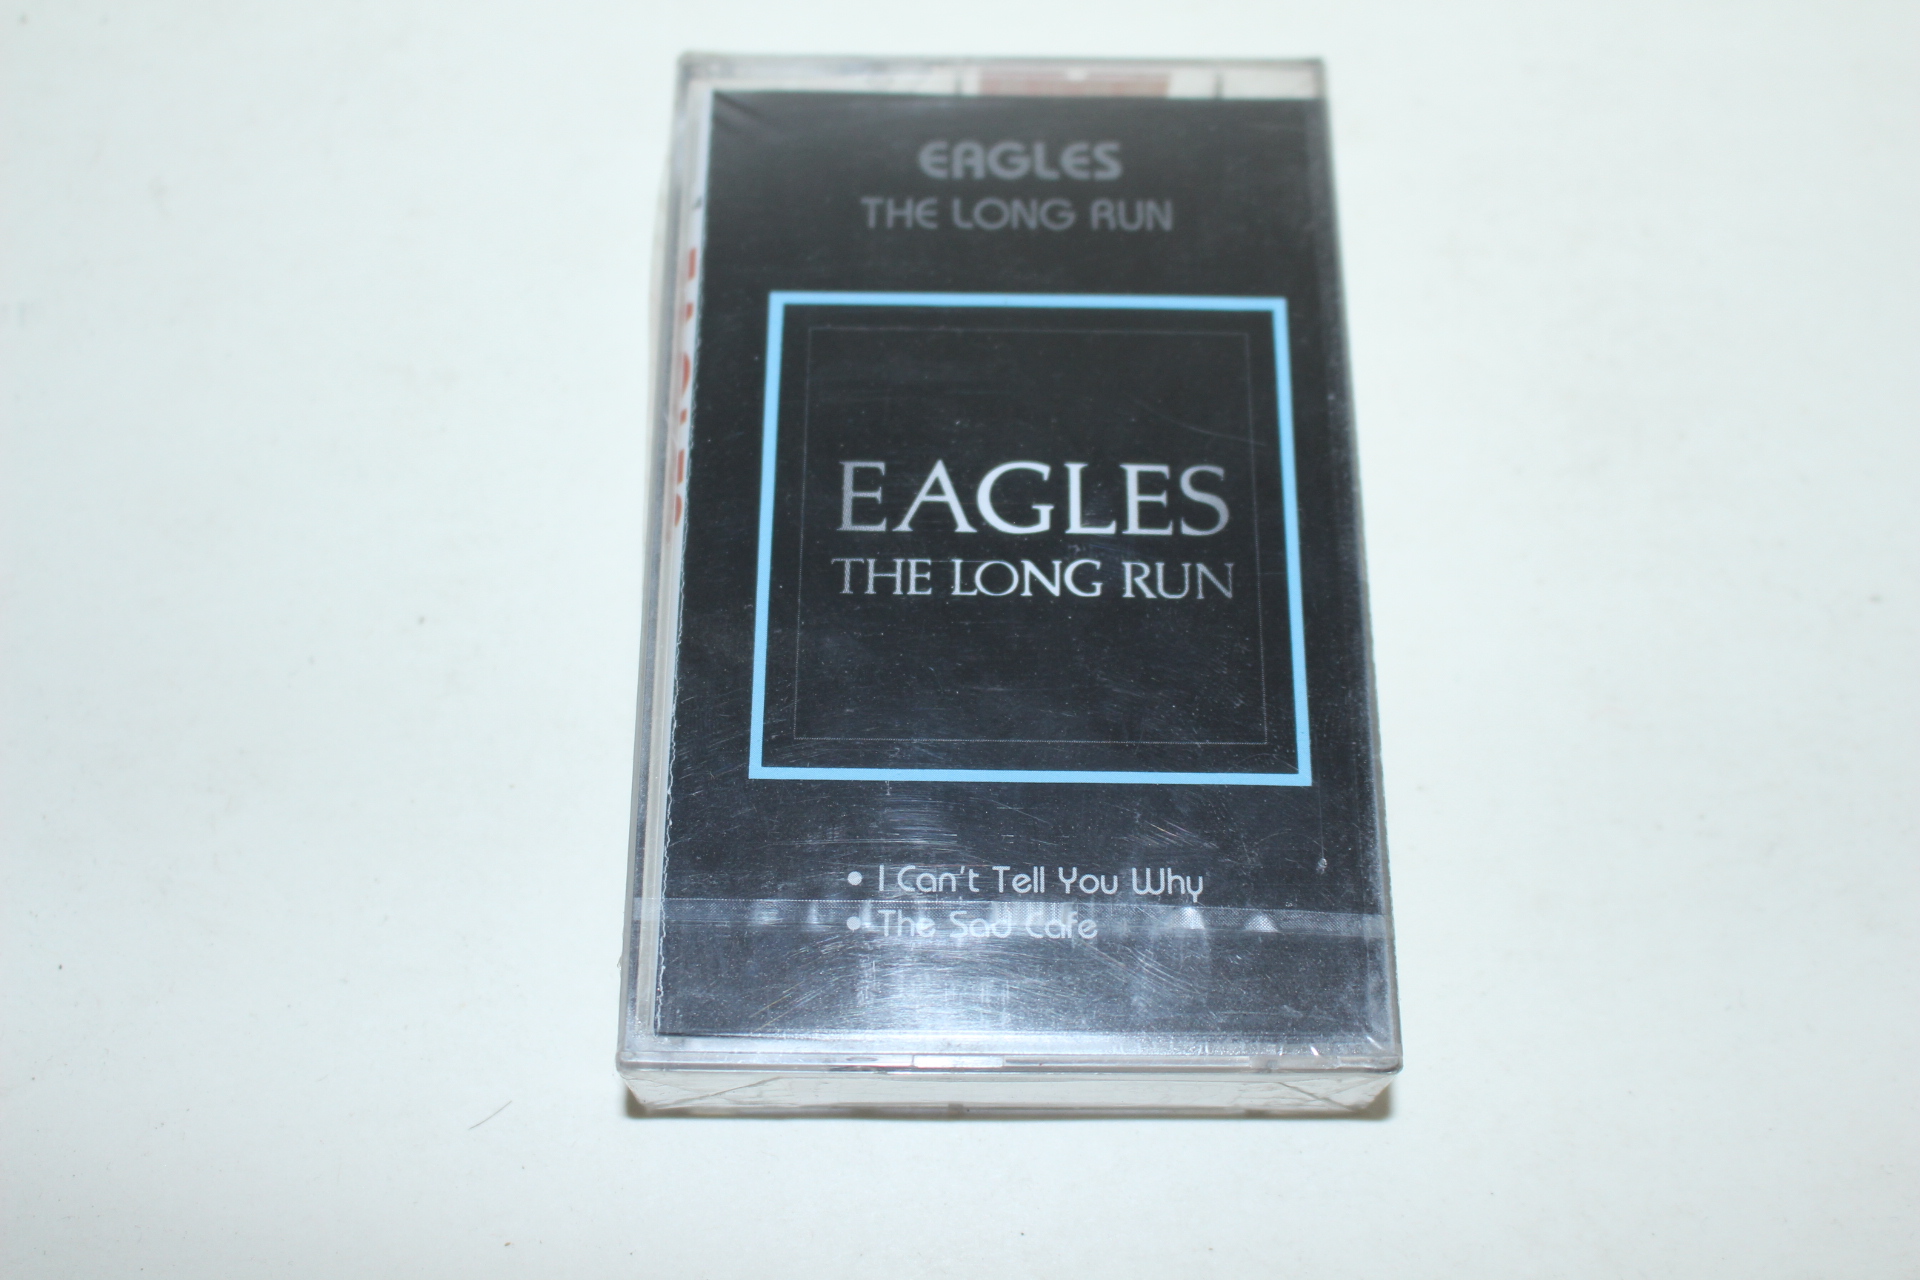 EAGLES
THE LONG RUN
EAGLES
THE LONG RUN
• I Can't Tell You Why
• The Sad Cafe